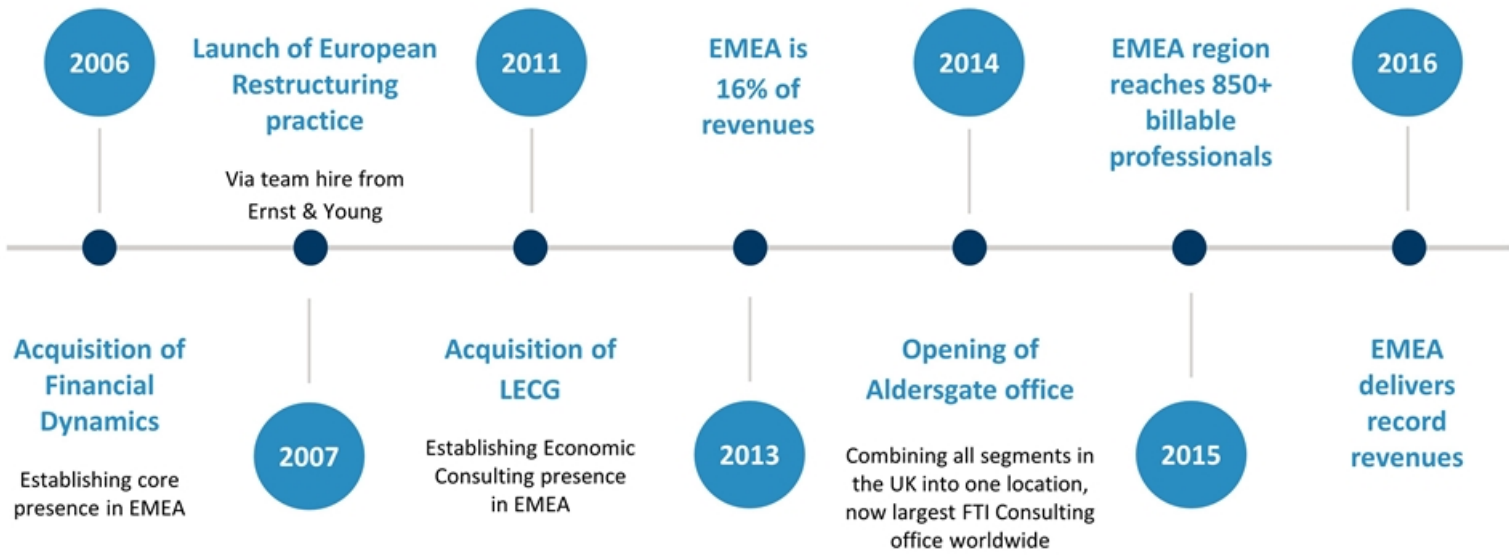 2006
Acquisition of
Financial
Dynamics
Establishing core
presence in EMEA
Launch of European
Restructuring
practice
Via team hire from
Ernst & Young
2007
2011
Acquisition of
LECG
Establishing Economic
Consulting presence
in EMEA
EMEA is
16% of
revenues
2013
2014
Opening of
Aldersgate office
Combining all segments in
the UK into one location,
now largest FTI Consulting
office worldwide
EMEA region
reaches 850+
billable
professionals
2015
2016
EMEA
delivers
record
revenues